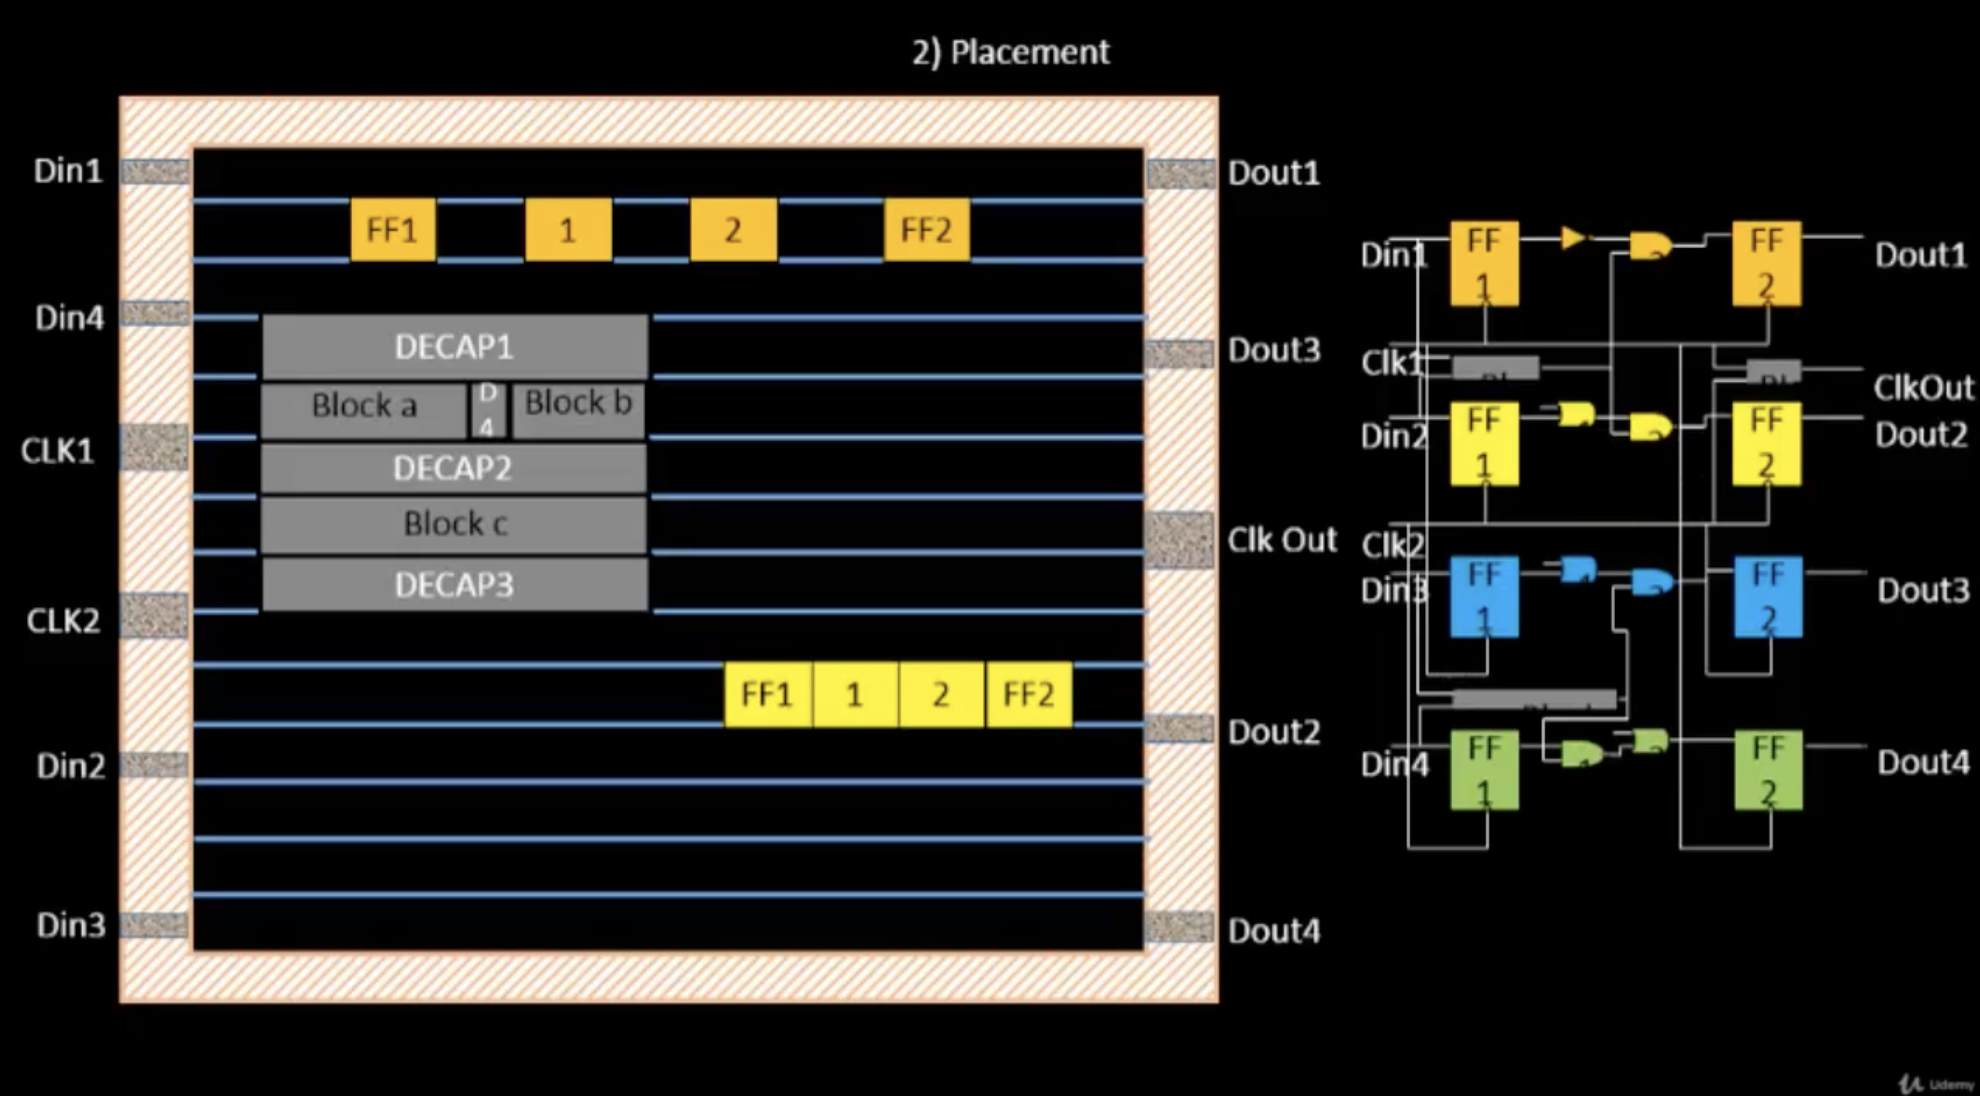 2) Placement
Din1
Dout1
FF1
1
2
FF2
Din4
DECAP1
Dout3
Block a
D
4
Block b
CLK1
DECAP2
Block c
Clk Out
DECAP3
CLK2
FF1
1
2
FF2
Dout2
Din2
Din3
Dout4
Din1
FF
1
FF
2
Dout1
Clk1
ClkOut
Din2
FF
1
FF
2
Dout2
Clk2
Din3
FF
1
FF
2
Dout3
Din4
FF
1
FF
2
Dout4
Udemy